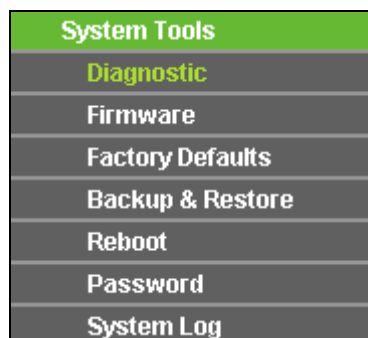 System Tools
Diagnostic
Firmware
Factory Defaults
Backup & Restore
Reboot
Password
System Log